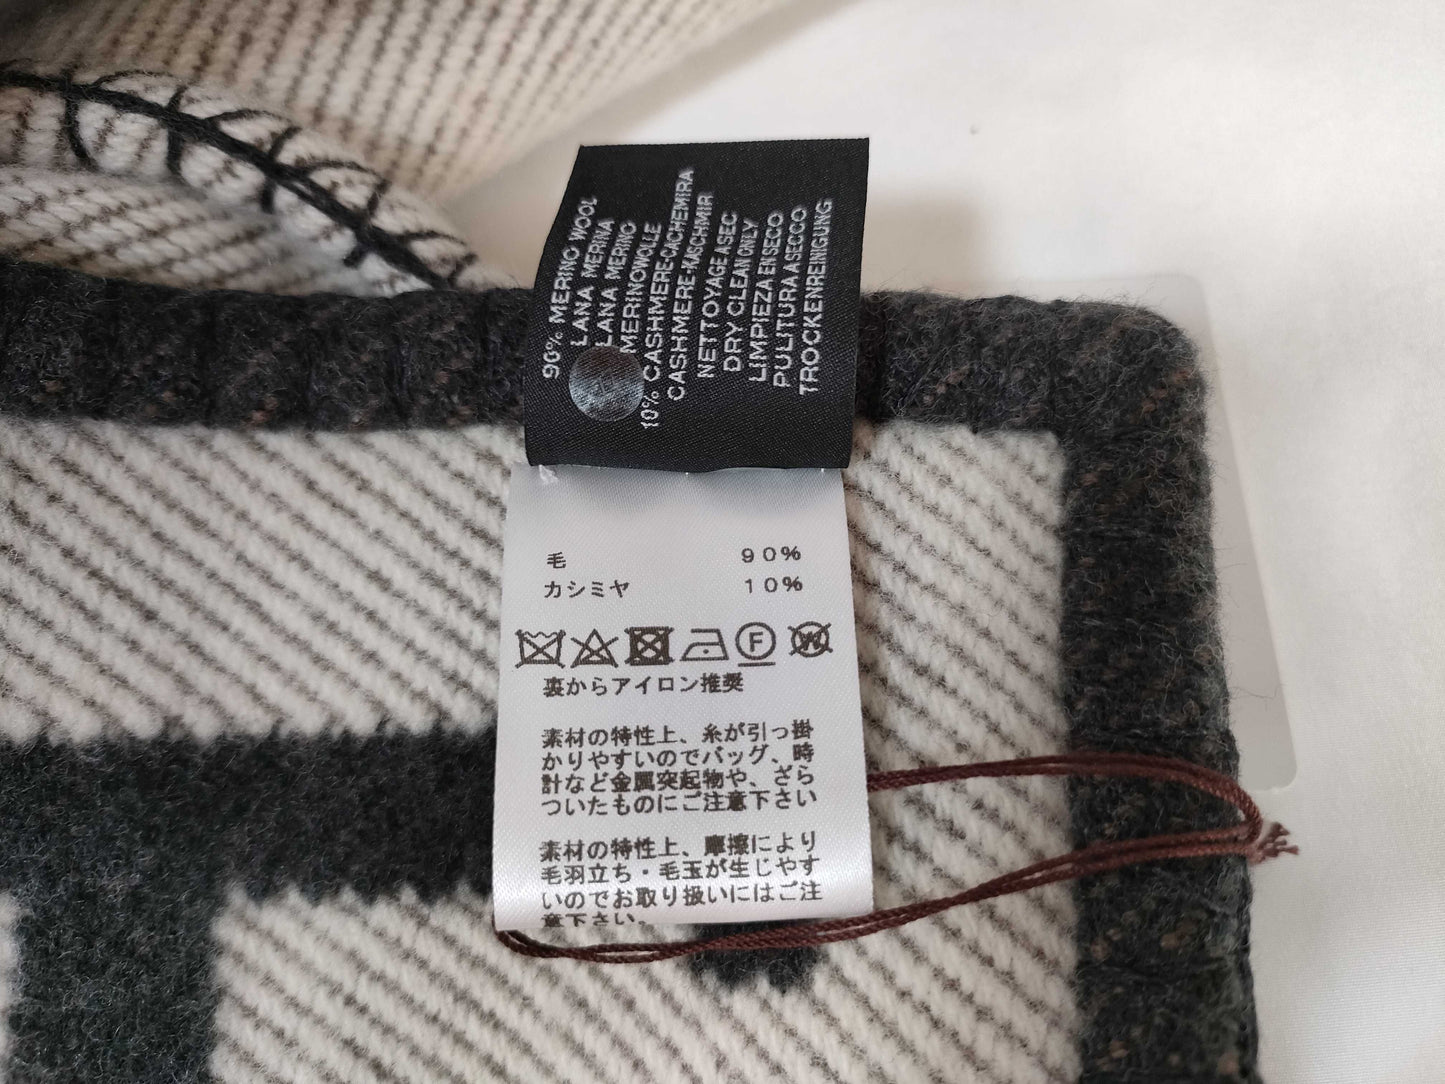 90% MERINO WOOL
LANA MERINA
LANA MERINO
MERINOWOLLE
10% CASHMERE-CACHEMIRA
CASHMERE-KASCHMIR
NETTOYAGE A SEC
DRY CLEAN ONLY
LIMPIEZA EN SECO
PULITURA A SECCO
TROCKENREINIGUNG
毛 90%
カシミヤ 10%
F W
裏からアイロン推奨
素材の特性上、糸が引っ掛
かりやすいのでバッグ、時
計など金属突起物や、ざら
ついたものにご注意下さい
素材の特性上、摩擦により
毛羽立ち・毛玉が生じやす
いのでお取り扱いにはご注
意下さい。